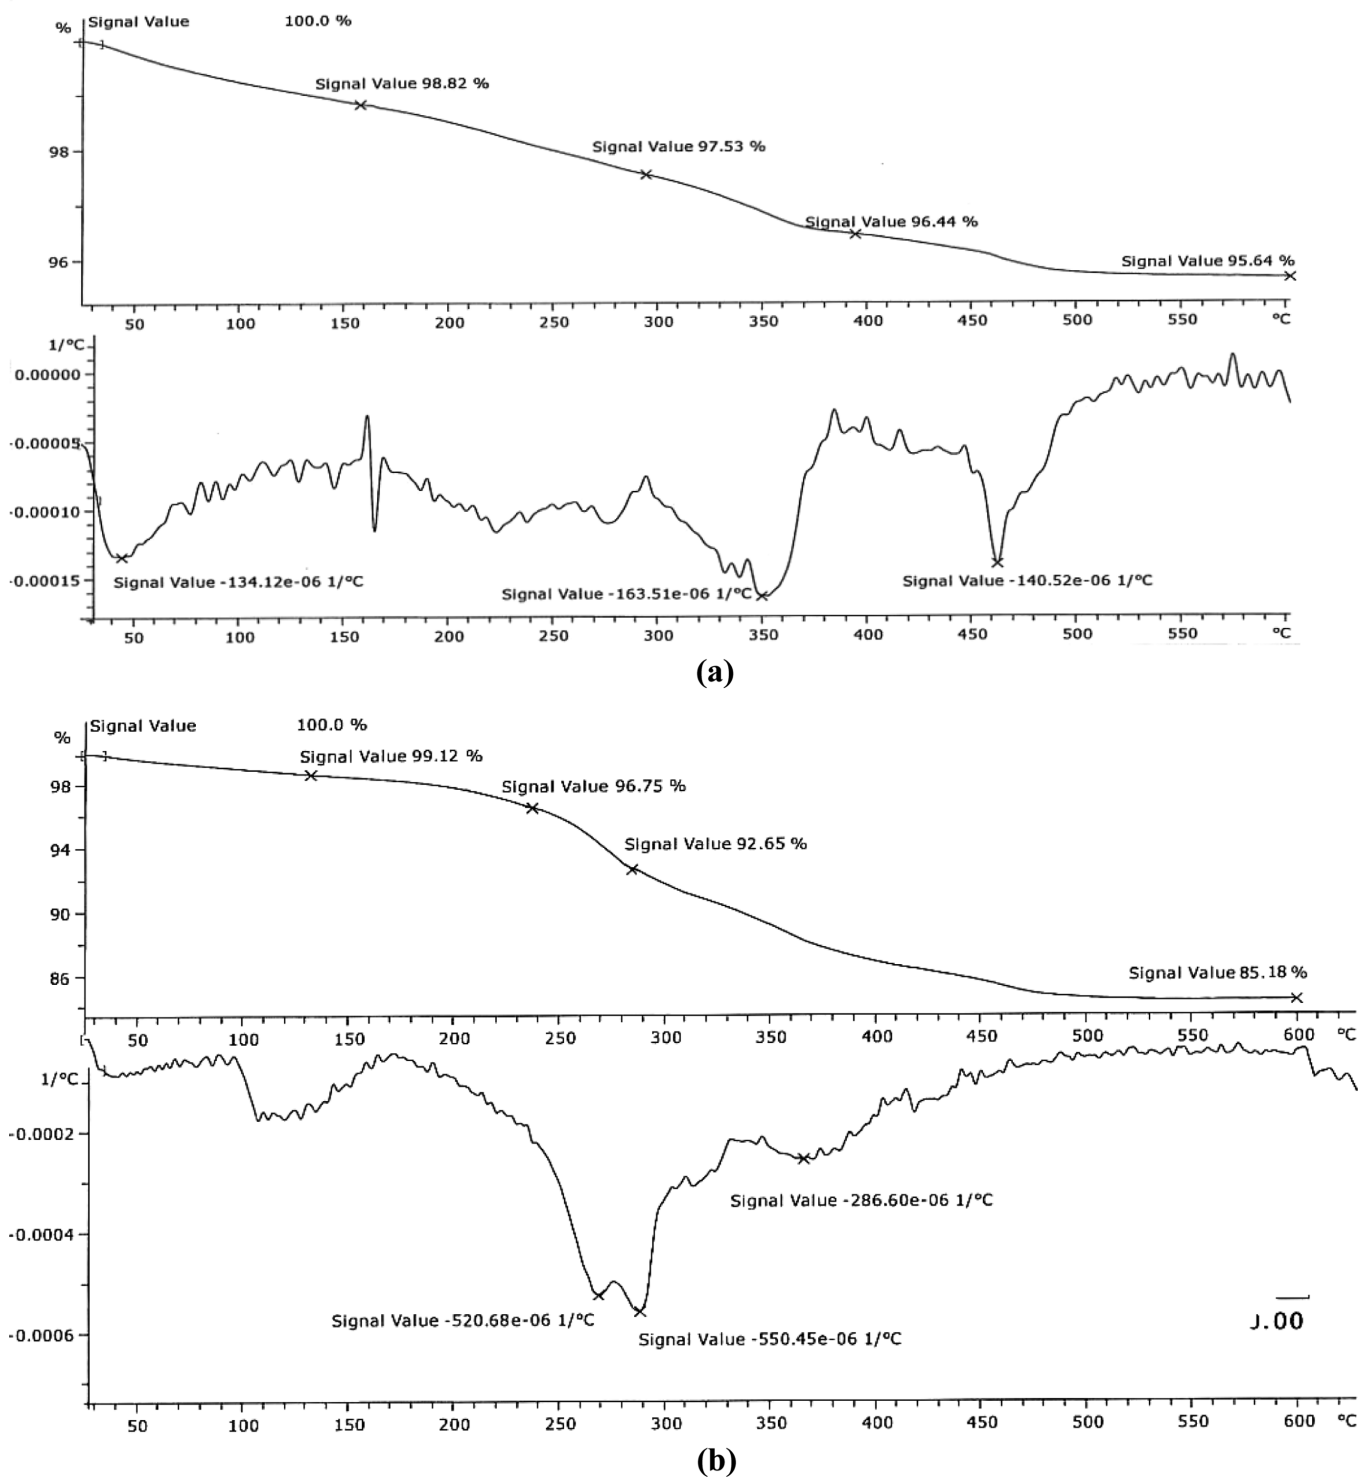 Signal Value 100.0 %
%
Signal Value 98.82 %
Signal Value 97.53 %
98
Signal Value 96.44 %
Signal Value 95.64 %
96
50 100 150 200 250 300 350 400 450 500 550 °C
1/°C
0.00000
-0.00005
-0.00010
-0.00015
Signal Value -134.12e-06 1/°C
Signal Value -163.51e-06 1/°C
Signal Value -140.52e-06 1/°C
50 100 150 200 250 300 350 400 450 500 550 °C
(a)
Signal Value 100.0 %
%
Signal Value 99.12 %
98
Signal Value 96.75 %
94
Signal Value 92.65 %
90
86
Signal Value 85.18 %
50 100 150 200 250 300 350 400 450 500 550 600 °C
1/°C
-0.0002
Signal Value -286.60e-06 1/°C
-0.0004
Signal Value -520.68e-06 1/°C
-0.0006
Signal Value -550.45e-06 1/°C
50 100 150 200 250 300 350 400 450 500 550 600 °C
(b)